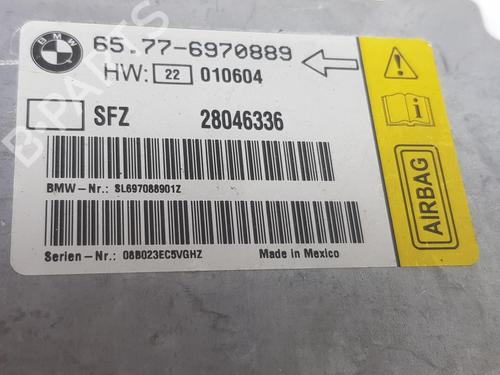 BMW
65.77-6970889
HW: 22 010604
SFZ 28046336
BMW-Nr.: SL697088901Z
Serien-Nr.: 08B023EC5VGHZ Made in Mexico
AIRBAG
B-PARTS